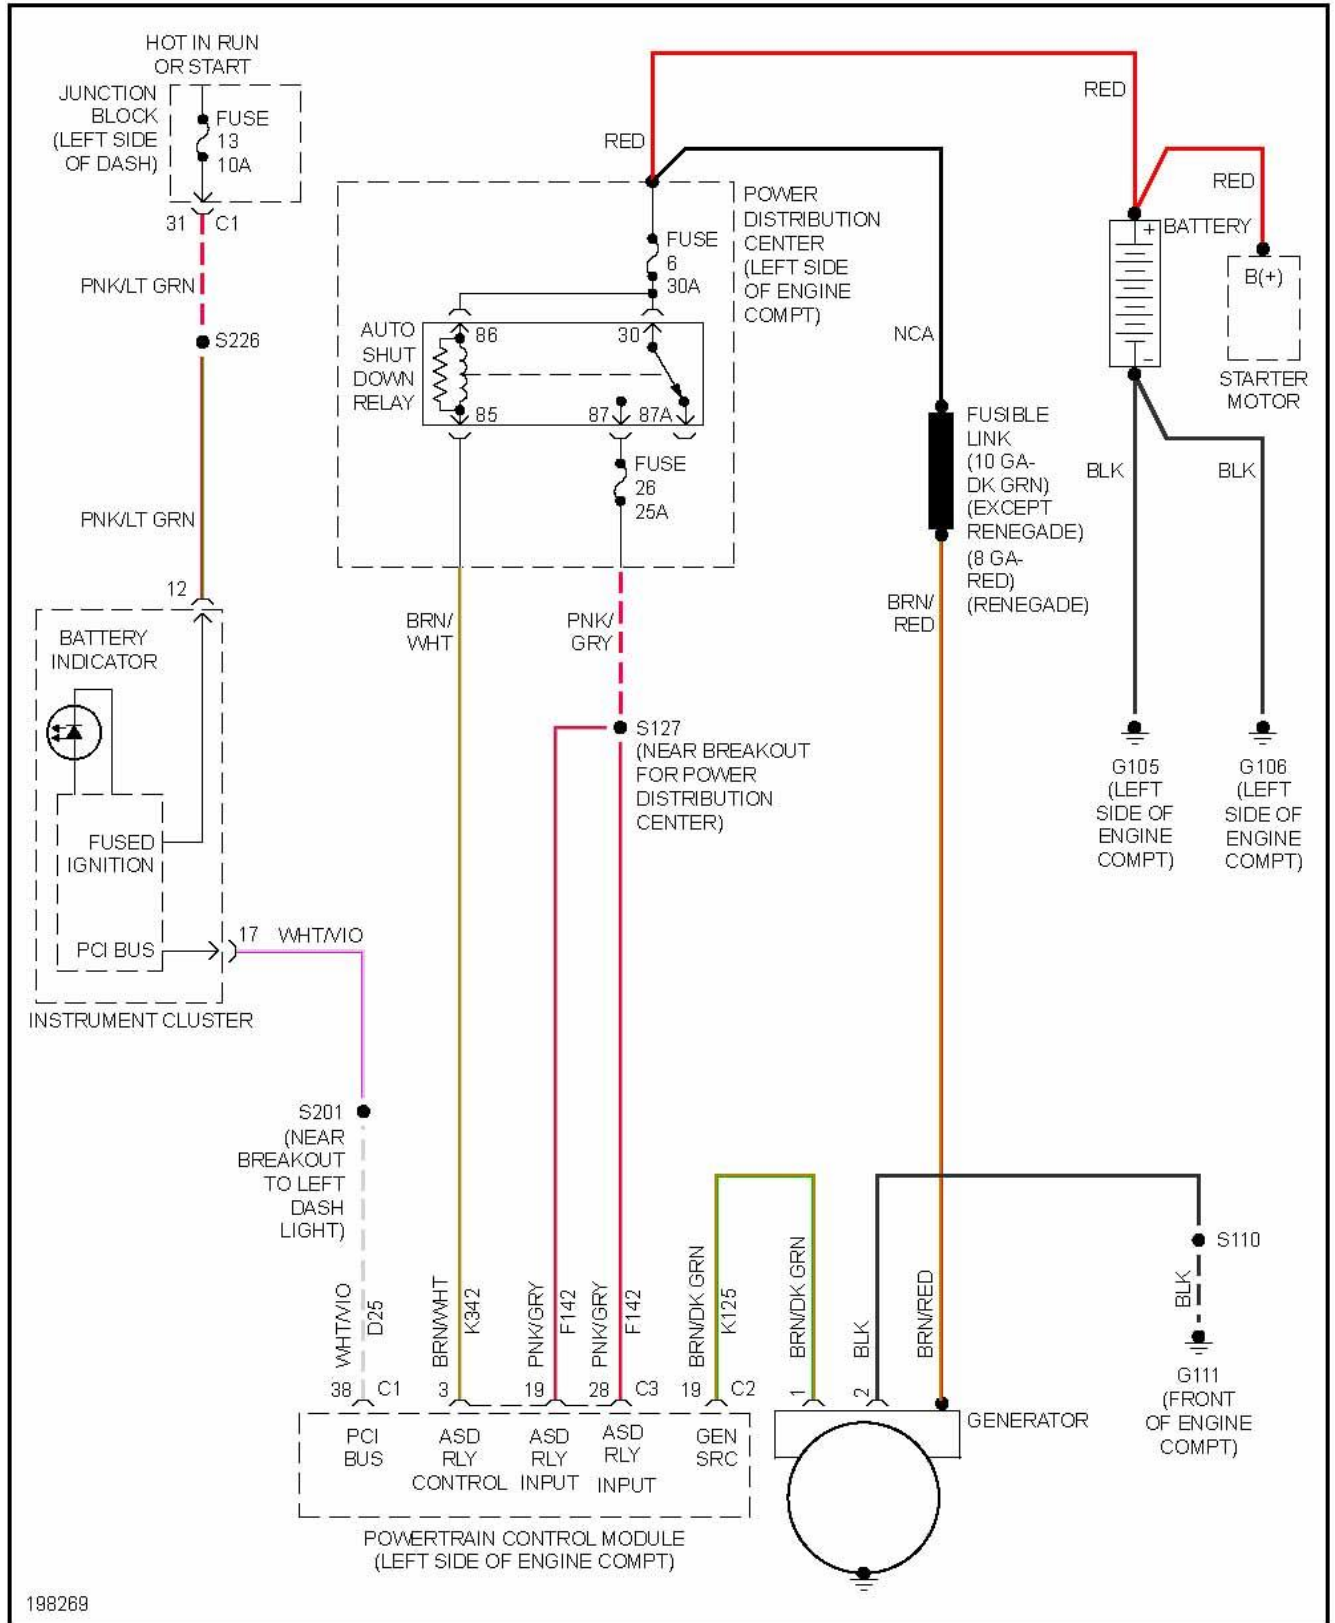 HOT IN RUN
OR START
JUNCTION
BLOCK
(LEFT SIDE
OF DASH)
FUSE
13
10A
31
C1
PNK/LT GRN
S226
PNK/LT GRN
12
BATTERY
INDICATOR
FUSED
IGNITION
PCI BUS
17
WHT/VIO
INSTRUMENT CLUSTER
S201
(NEAR
BREAKOUT
TO LEFT
DASH
LIGHT)
RED
POWER
DISTRIBUTION
CENTER
(LEFT SIDE
OF ENGINE
COMPT)
FUSE
6
30A
AUTO
SHUT
DOWN
RELAY
86
30
85
87
87A
FUSE
26
25A
BRN/
WHT
PNK/
GRY
S127
(NEAR BREAKOUT
FOR POWER
DISTRIBUTION
CENTER)
NCA
FUSIBLE
LINK
(10 GA-
DK GRN)
(EXCEPT
RENEGADE)
(8 GA-
RED)
(RENEGADE)
BRN/
RED
RED
RED
+
BATTERY
-
B(+)
STARTER
MOTOR
BLK
BLK
G105
(LEFT
SIDE OF
ENGINE
COMPT)
G106
(LEFT
SIDE OF
ENGINE
COMPT)
S110
BLK
G111
(FRONT
OF ENGINE
COMPT)
WHT/VIO
D25
BRN/WHT
K342
PNK/GRY
F142
PNK/GRY
F142
BRN/DK GRN
K125
BRN/DK GRN
BLK
BRN/RED
38
C1
3
19
28
C3
19
C2
1
2
GENERATOR
PCI
BUS
ASD
RLY
CONTROL
ASD
RLY
INPUT
ASD
RLY
INPUT
GEN
SRC
POWERTRAIN CONTROL MODULE
(LEFT SIDE OF ENGINE COMPT)
198269